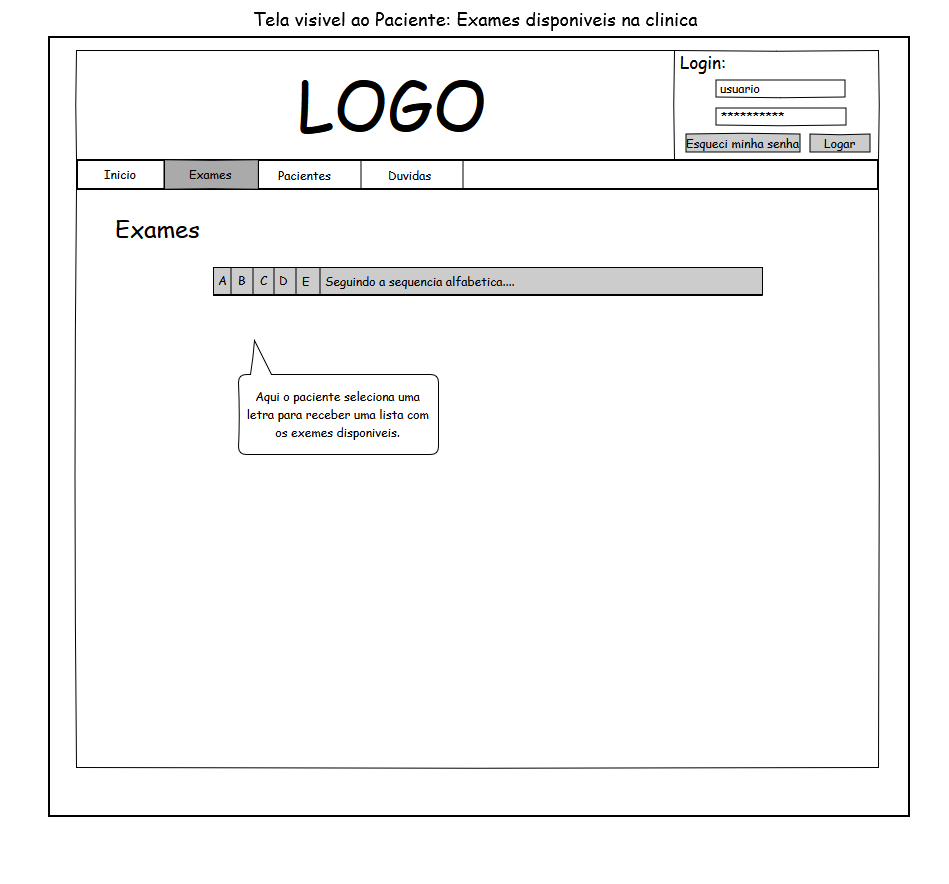 Tela visivel ao Paciente: Exames disponiveis na clinica
LOGO
Login:
usuario
**********
Esqueci minha senha
Logar
Inicio
Exames
Pacientes
Duvidas
Exames
A B C D E Seguindo a sequencia alfabetica....
Aqui o paciente seleciona uma
letra para receber uma lista com
os exemes disponiveis.